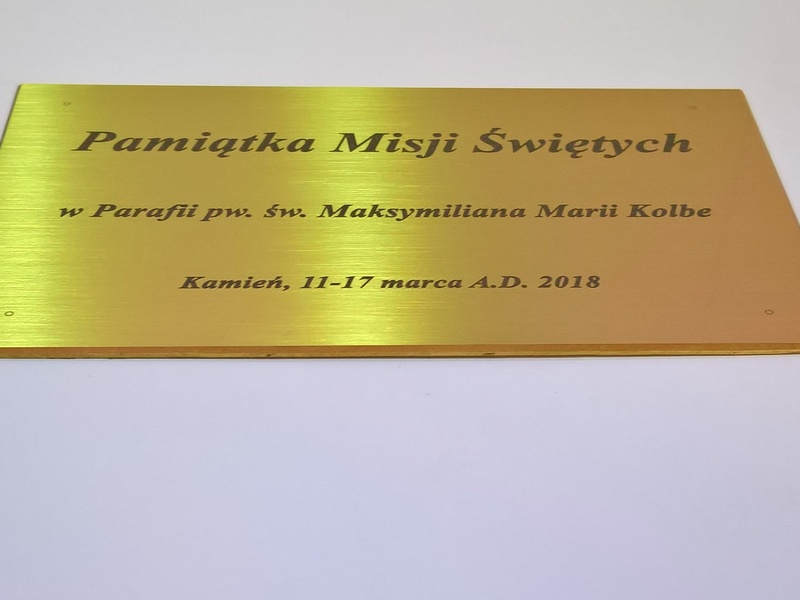 Pamiątka Misji Świętych
w Parafii pw. św. Maksymiliana Marii Kolbe
Kamień, 11-17 marca A.D. 2018